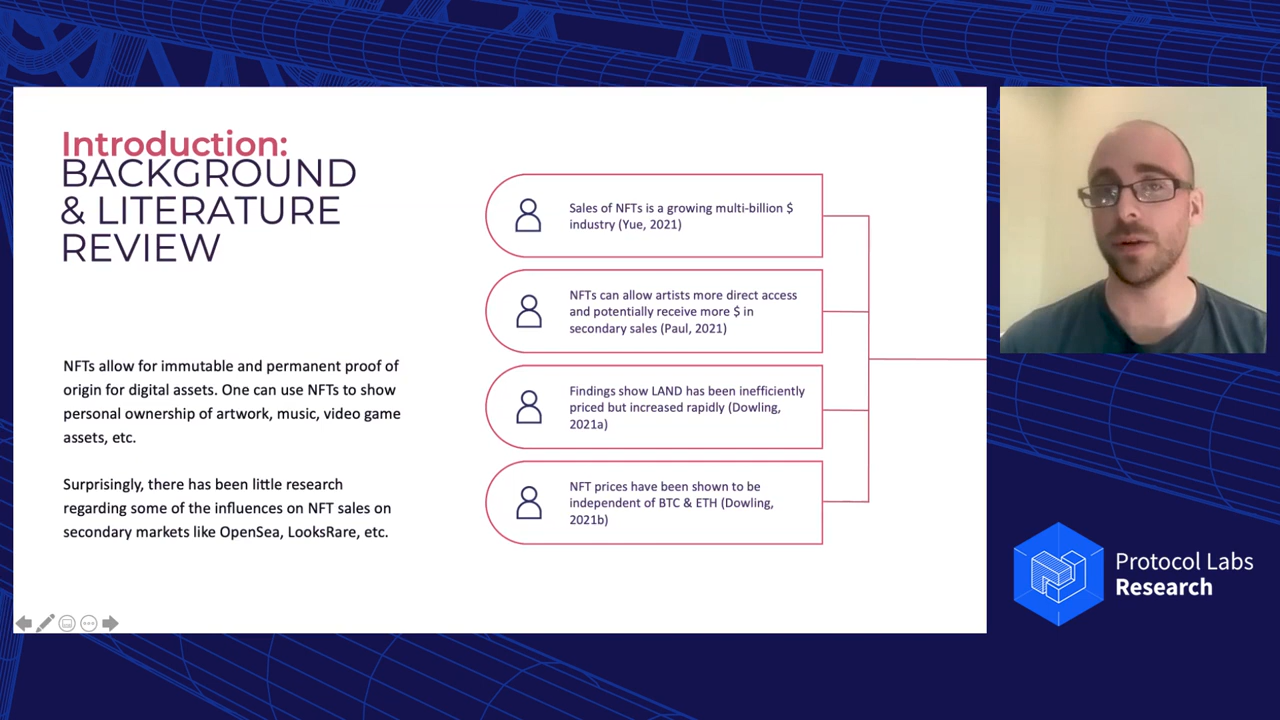 Introduction:
BACKGROUND
& LITERATURE
REVIEW
NFTs allow for immutable and permanent proof of
origin for digital assets. One can use NFTs to show
personal ownership of artwork, music, video game
assets, etc.
Surprisingly, there has been little research
regarding some of the influences on NFT sales on
secondary markets like OpenSea, LooksRare, etc.
Sales of NFTs is a growing multi-billion $
industry (Yue, 2021)
NFTs can allow artists more direct access
and potentially receive more $ in
secondary sales (Paul, 2021)
Findings show LAND has been inefficiently
priced but increased rapidly (Dowling,
2021a)
NFT prices have been shown to be
independent of BTC & ETH (Dowling,
2021b)
Protocol Labs
Research